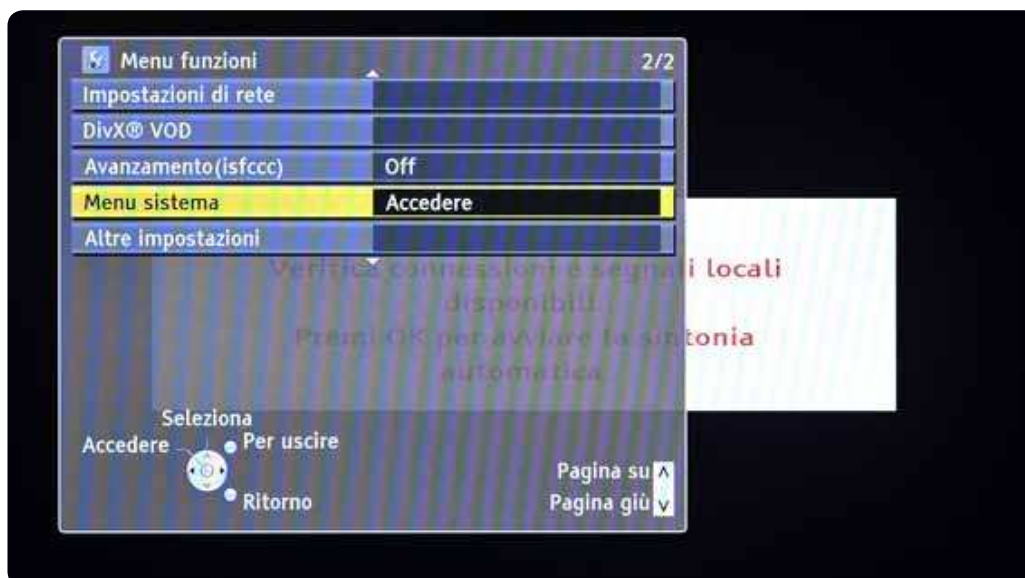 Menu funzioni 2/2
Impostazioni di rete
DivX® VOD
Avanzamento(isfccc) Off
Menu sistema Accedere
Altre impostazioni
Verifica connessioni e segnali locali
disponibili.
Premi OK per avviare la sintonia
automatica
Seleziona
Accedere Per uscire
Ritorno
Pagina su
Pagina giù